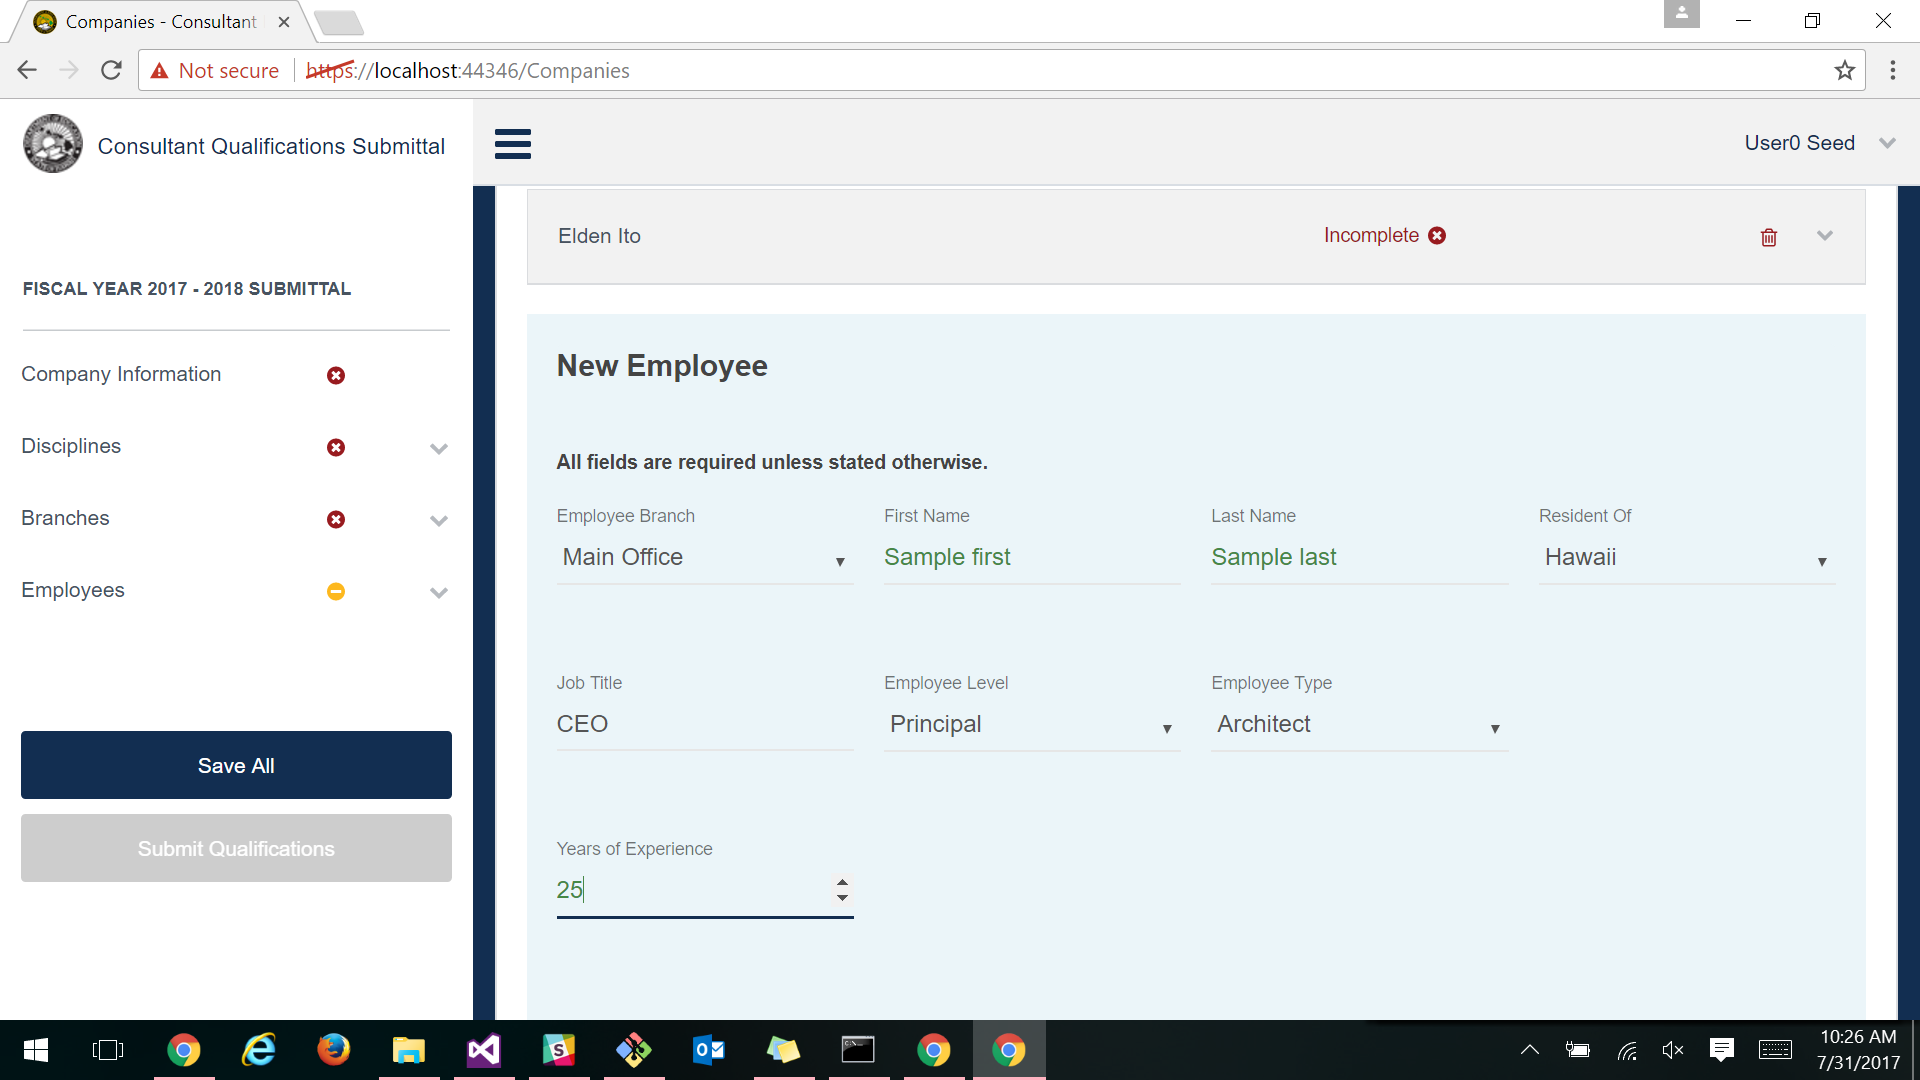 Companies - Consultant
Not secure
https://localhost:44346/Companies
Consultant Qualifications Submittal
User0 Seed
Elden Ito
Incomplete
FISCAL YEAR 2017 - 2018 SUBMITTAL
Company Information
Disciplines
Branches
Employees
Save All
Submit Qualifications
New Employee
All fields are required unless stated otherwise.
Employee Branch
First Name
Last Name
Resident Of
Main Office
Sample first
Sample last
Hawaii
Job Title
Employee Level
Employee Type
CEO
Principal
Architect
Years of Experience
25
10:26 AM
7/31/2017